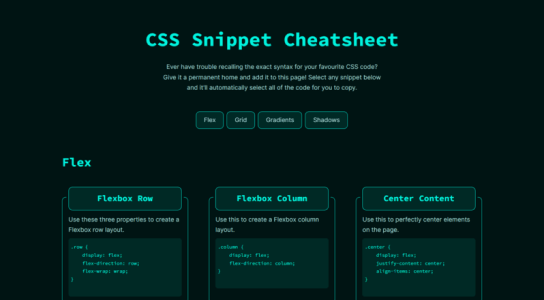 CSS Snippet Cheatsheet
Ever have trouble recalling the exact syntax for your favourite CSS code?
Give it a permanent home and add it to this page! Select any snippet below
and it'll automatically select all of the code for you to copy.
Flex
Grid
Gradients
Shadows
Flex
Flexbox Row
Use these three properties to create a
Flexbox row layout.
.row {
display: flex;
flex-direction: row;
flex-wrap: wrap;
}
Flexbox Column
Use this to create a Flexbox column
layout.
.column {
display: flex;
flex-direction: column;
}
Center Content
Use this to perfectly center elements
on the page.
.center {
display: flex;
justify-content: center;
align-items: center;
}